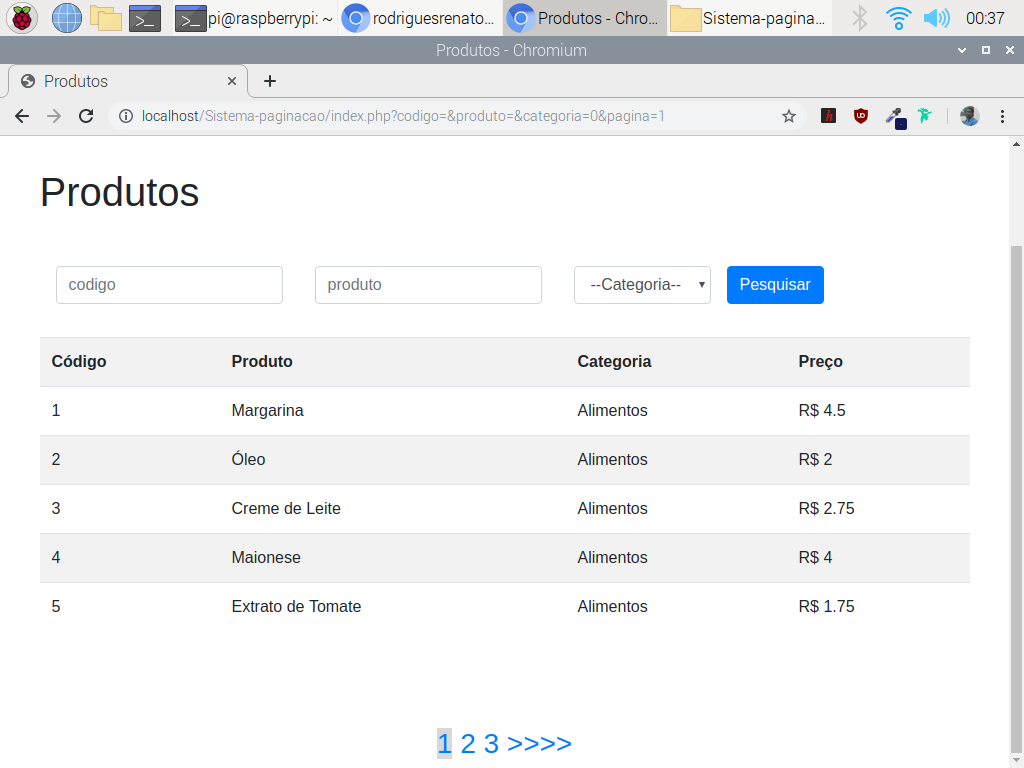 pi@raspberrypi: ~ rodriguesrenato... Produtos - Chro... Sistema-pagina... 00:37
Produtos - Chromium
Produtos
localhost/Sistema-paginacao/index.php?codigo=&produto=&categoria=0&pagina=1
Produtos
codigo produto --Categoria-- Pesquisar
Código Produto Categoria Preço
1 Margarina Alimentos R$ 4.5
2 Óleo Alimentos R$ 2
3 Creme de Leite Alimentos R$ 2.75
4 Maionese Alimentos R$ 4
5 Extrato de Tomate Alimentos R$ 1.75
1 2 3 >>>>